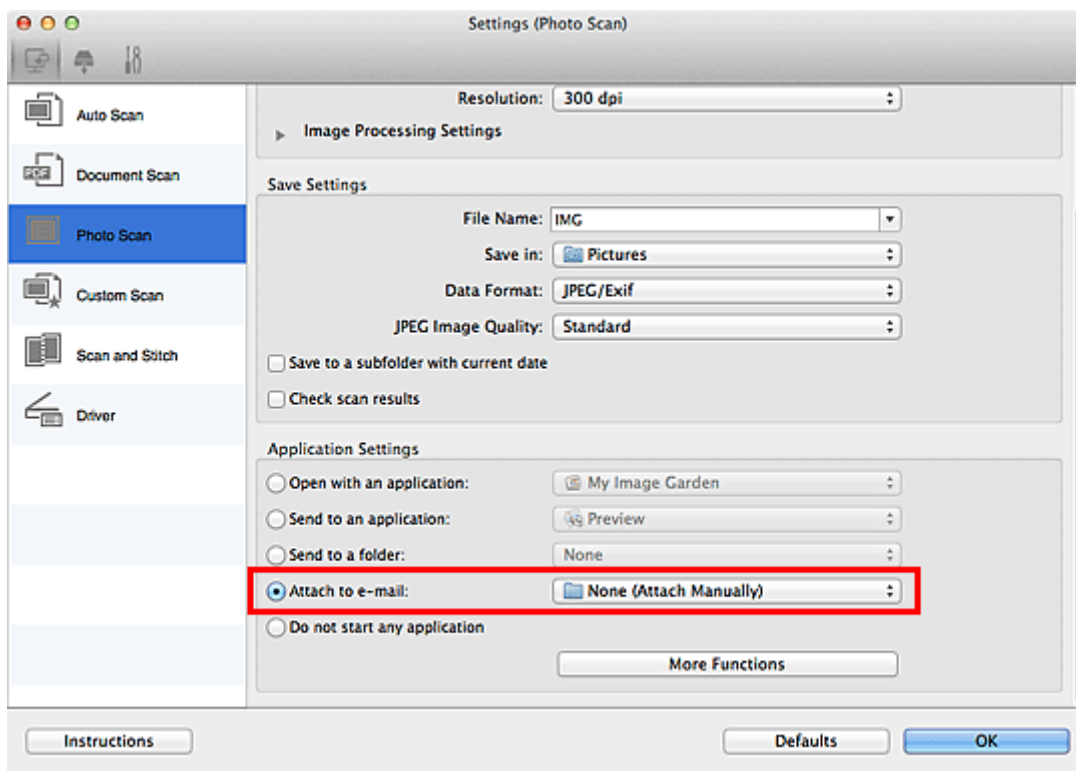 Settings (Photo Scan)
Auto Scan
PDF
Document Scan
Photo Scan
Custom Scan
Scan and Stitch
Driver
Resolution: 300 dpi
Image Processing Settings
Save Settings
File Name: IMG
Save in: Pictures
Data Format: JPEG/Exif
JPEG Image Quality: Standard
Save to a subfolder with current date
Check scan results
Application Settings
Open with an application: My Image Garden
Send to an application: Preview
Send to a folder: None
Attach to e-mail: None (Attach Manually)
Do not start any application
More Functions
Instructions
Defaults
OK